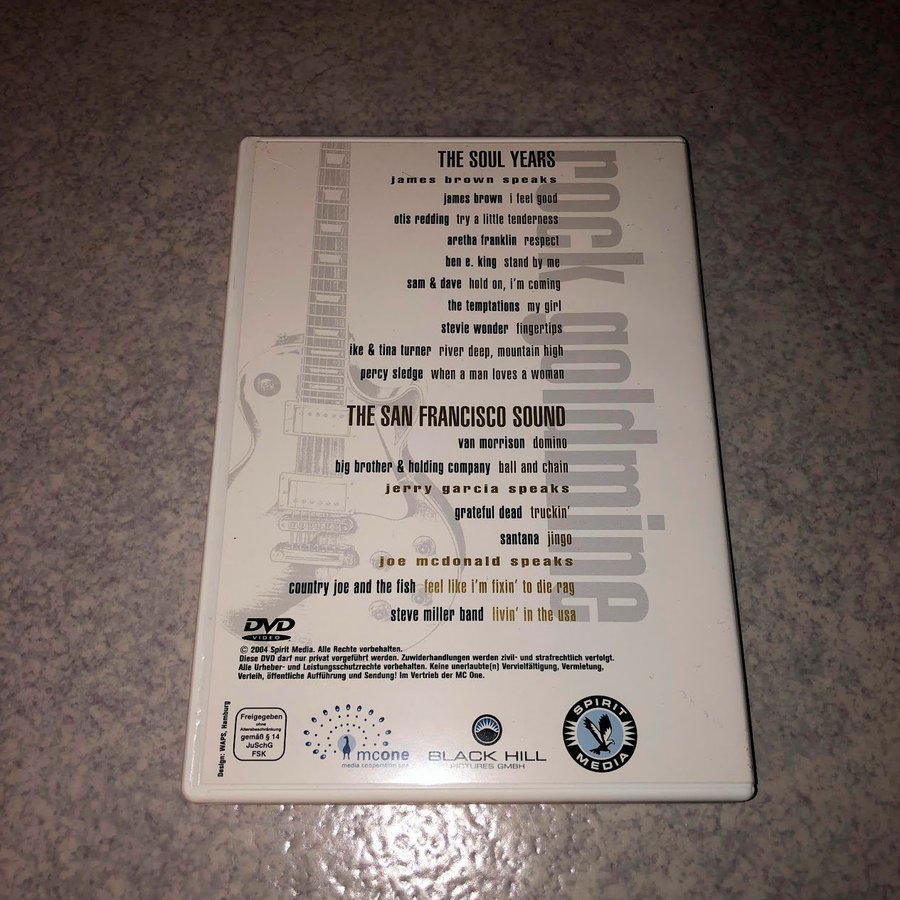 rock goldmine
THE SOUL YEARS
james brown speaks
james brown i feel good
otis redding try a little tenderness
aretha franklin respect
ben e. king stand by me
sam & dave hold on, i'm coming
the temptations my girl
stevie wonder fingertips
ike & tina turner river deep, mountain high
percy sledge when a man loves a woman
THE SAN FRANCISCO SOUND
van morrison domino
big brother & holding company ball and chain
jerry garcia speaks
grateful dead truckin'
santana jingo
joe mcdonald speaks
country joe and the fish feel like i'm fixin' to die rag
steve miller band livin' in the usa
DVD
VIDEO
© 2004 Spirit Media. Alle Rechte vorbehalten.
Diese DVD darf nur privat vorgeführt werden. Zuwiderhandlungen werden zivil- und strafrechtlich verfolgt.
Alle Urheber- und Leistungsschutzrechte vorbehalten. Keine unerlaubte(n) Vervielfältigung, Vermietung,
Verleih, öffentliche Aufführung und Sendung! Im Vertrieb der MC One.
Design: WAPS, Hamburg
Freigegeben
ohne
Altersbeschränkung
gemäß § 14
JuSchG
FSK
mcone
media cooperation one
BLACK HILL
PICTURES GMBH
SPIRIT
MEDIA